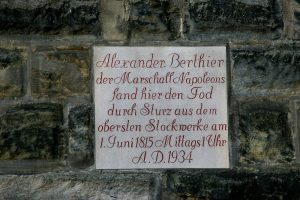 Alexander Berthier
der Marschall Napoleons
fand hier den Tod
durch Sturz aus dem
obersten Stockwerke am
1. Juni 1815 Mittags 1 Uhr
A.D. 1934